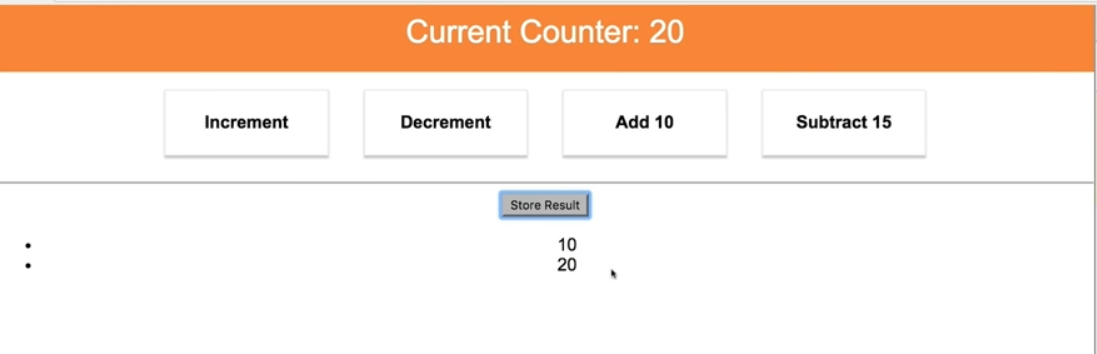 Current Counter: 20
Increment Decrement Add 10 Subtract 15
Store Result
10
20